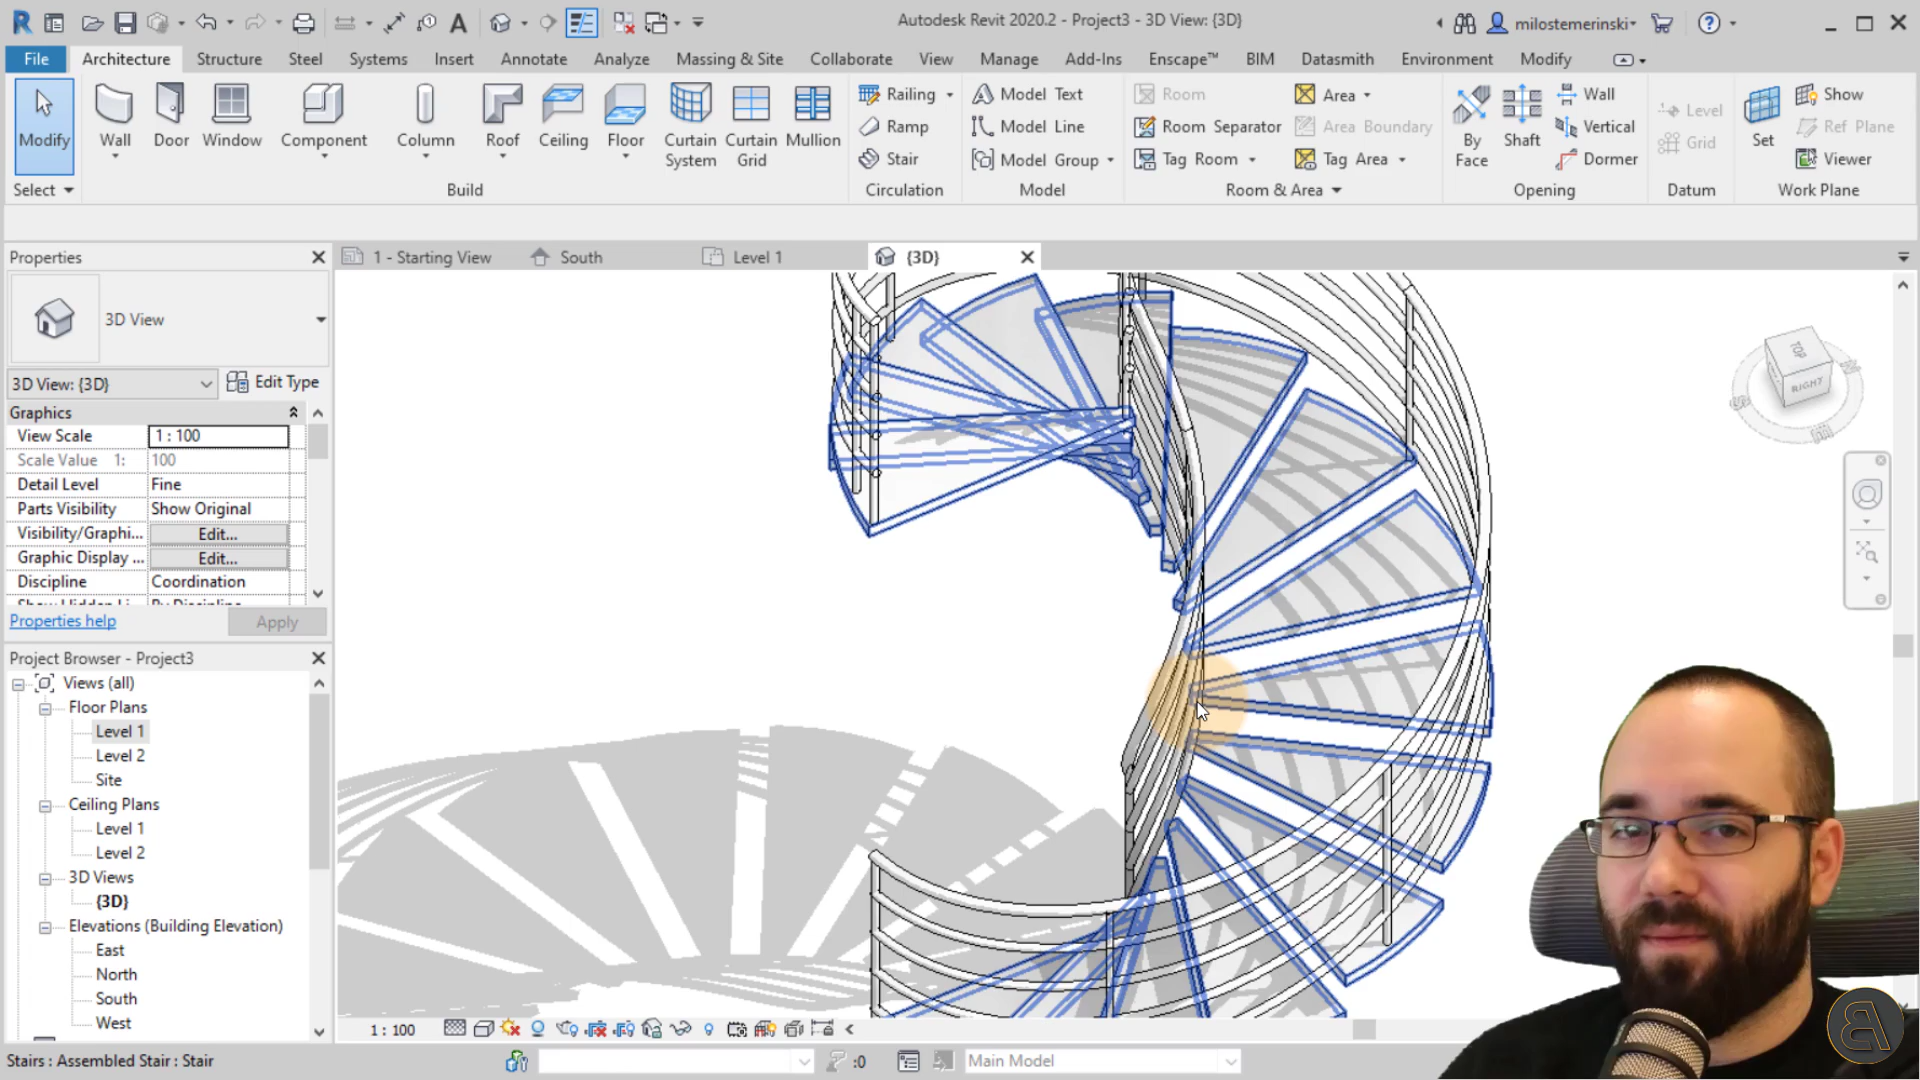 Autodesk Revit 2020.2 - Project3 - 3D View: {3D}
milostemerinski
File Architecture Structure Steel Systems Insert Annotate Analyze Massing & Site Collaborate View Manage Add-Ins Enscape™ BIM Datasmith Environment Modify
Modify
Wall
Door
Window
Component
Column
Roof
Ceiling
Floor
Curtain System
Curtain Grid
Mullion
Railing
Ramp
Stair
Model Text
Model Line
Model Group
Room
Room Separator
Tag Room
Area
Area Boundary
Tag Area
By Face
Shaft
Wall
Vertical
Dormer
Level
Grid
Set
Show
Ref Plane
Viewer
Select
Build
Circulation
Model
Room & Area
Opening
Datum
Work Plane
Properties
1 - Starting View
South
Level 1
{3D}
3D View
3D View: {3D}
Edit Type
Graphics
View Scale 1 : 100
Scale Value 1: 100
Detail Level Fine
Parts Visibility Show Original
Visibility/Graphi... Edit...
Graphic Display ... Edit...
Discipline Coordination
Properties help
Apply
Project Browser - Project3
Views (all)
Floor Plans
Level 1
Level 2
Site
Ceiling Plans
Level 1
Level 2
3D Views
{3D}
Elevations (Building Elevation)
East
North
South
West
TOP
RIGHT
1 : 100
Stairs : Assembled Stair : Stair
:0
Main Model